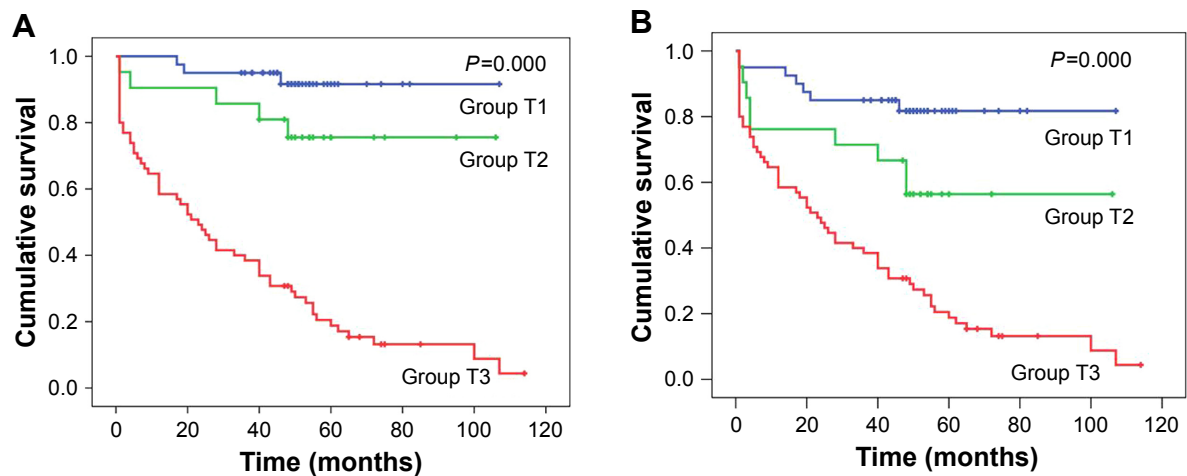 A
Cumulative survival
1.0
0.8
0.6
0.4
0.2
0.0
P=0.000
Group T1
Group T2
Group T3
0 20 40 60 80 100 120
Time (months)
B
Cumulative survival
1.0
0.8
0.6
0.4
0.2
0.0
P=0.000
Group T1
Group T2
Group T3
0 20 40 60 80 100 120
Time (months)